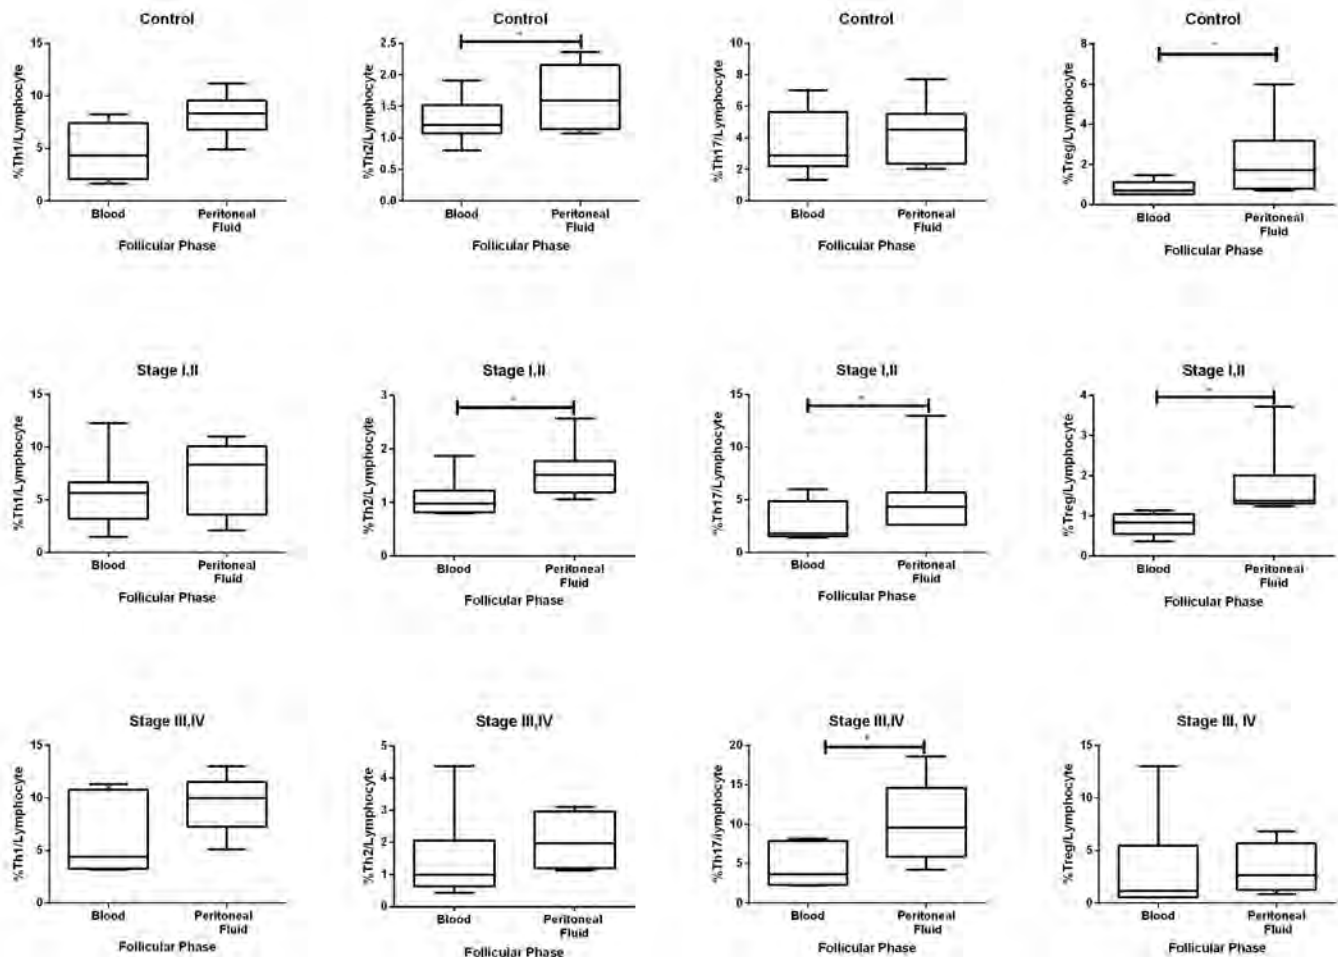 Control
%Th1/Lymphocyte
15
10
5
0
Blood
Peritoneal
Fluid
Follicular Phase
Control
%Th2/Lymphocyte
2.5
2.0
1.5
1.0
0.5
0.0
Blood
Peritoneal
Fluid
Follicular Phase
Control
%Th17/Lymphocyte
10
8
6
4
2
0
Blood
Peritoneal
Fluid
Follicular Phase
Control
%Treg/Lymphocyte
8
6
4
2
0
Blood
Peritoneal
Fluid
Follicular Phase
Stage I,II
%Th1/Lymphocyte
15
10
5
0
Blood
Peritoneal
Fluid
Follicular Phase
Stage I,II
%Th2/Lymphocyte
3
2
1
0
Blood
Peritoneal
Fluid
Follicular Phase
Stage I,II
%Th17/Lymphocyte
15
10
5
0
Blood
Peritoneal
Fluid
Follicular Phase
Stage I,II
%Treg/Lymphocyte
4
3
2
1
0
Blood
Peritoneal
Fluid
Follicular Phase
Stage III,IV
%Th1/Lymphocyte
15
10
5
0
Blood
Peritoneal
Fluid
Follicular Phase
Stage III,IV
%Th2/Lymphocyte
5
4
3
2
1
0
Blood
Peritoneal
Fluid
Follicular Phase
Stage III,IV
%Th17/lymphocyte
20
15
10
5
0
Blood
Peritoneal
Fluid
Follicular Phase
Stage III, IV
%Treg/Lymphocyte
15
10
5
0
Blood
Peritoneal
Fluid
Follicular Phase